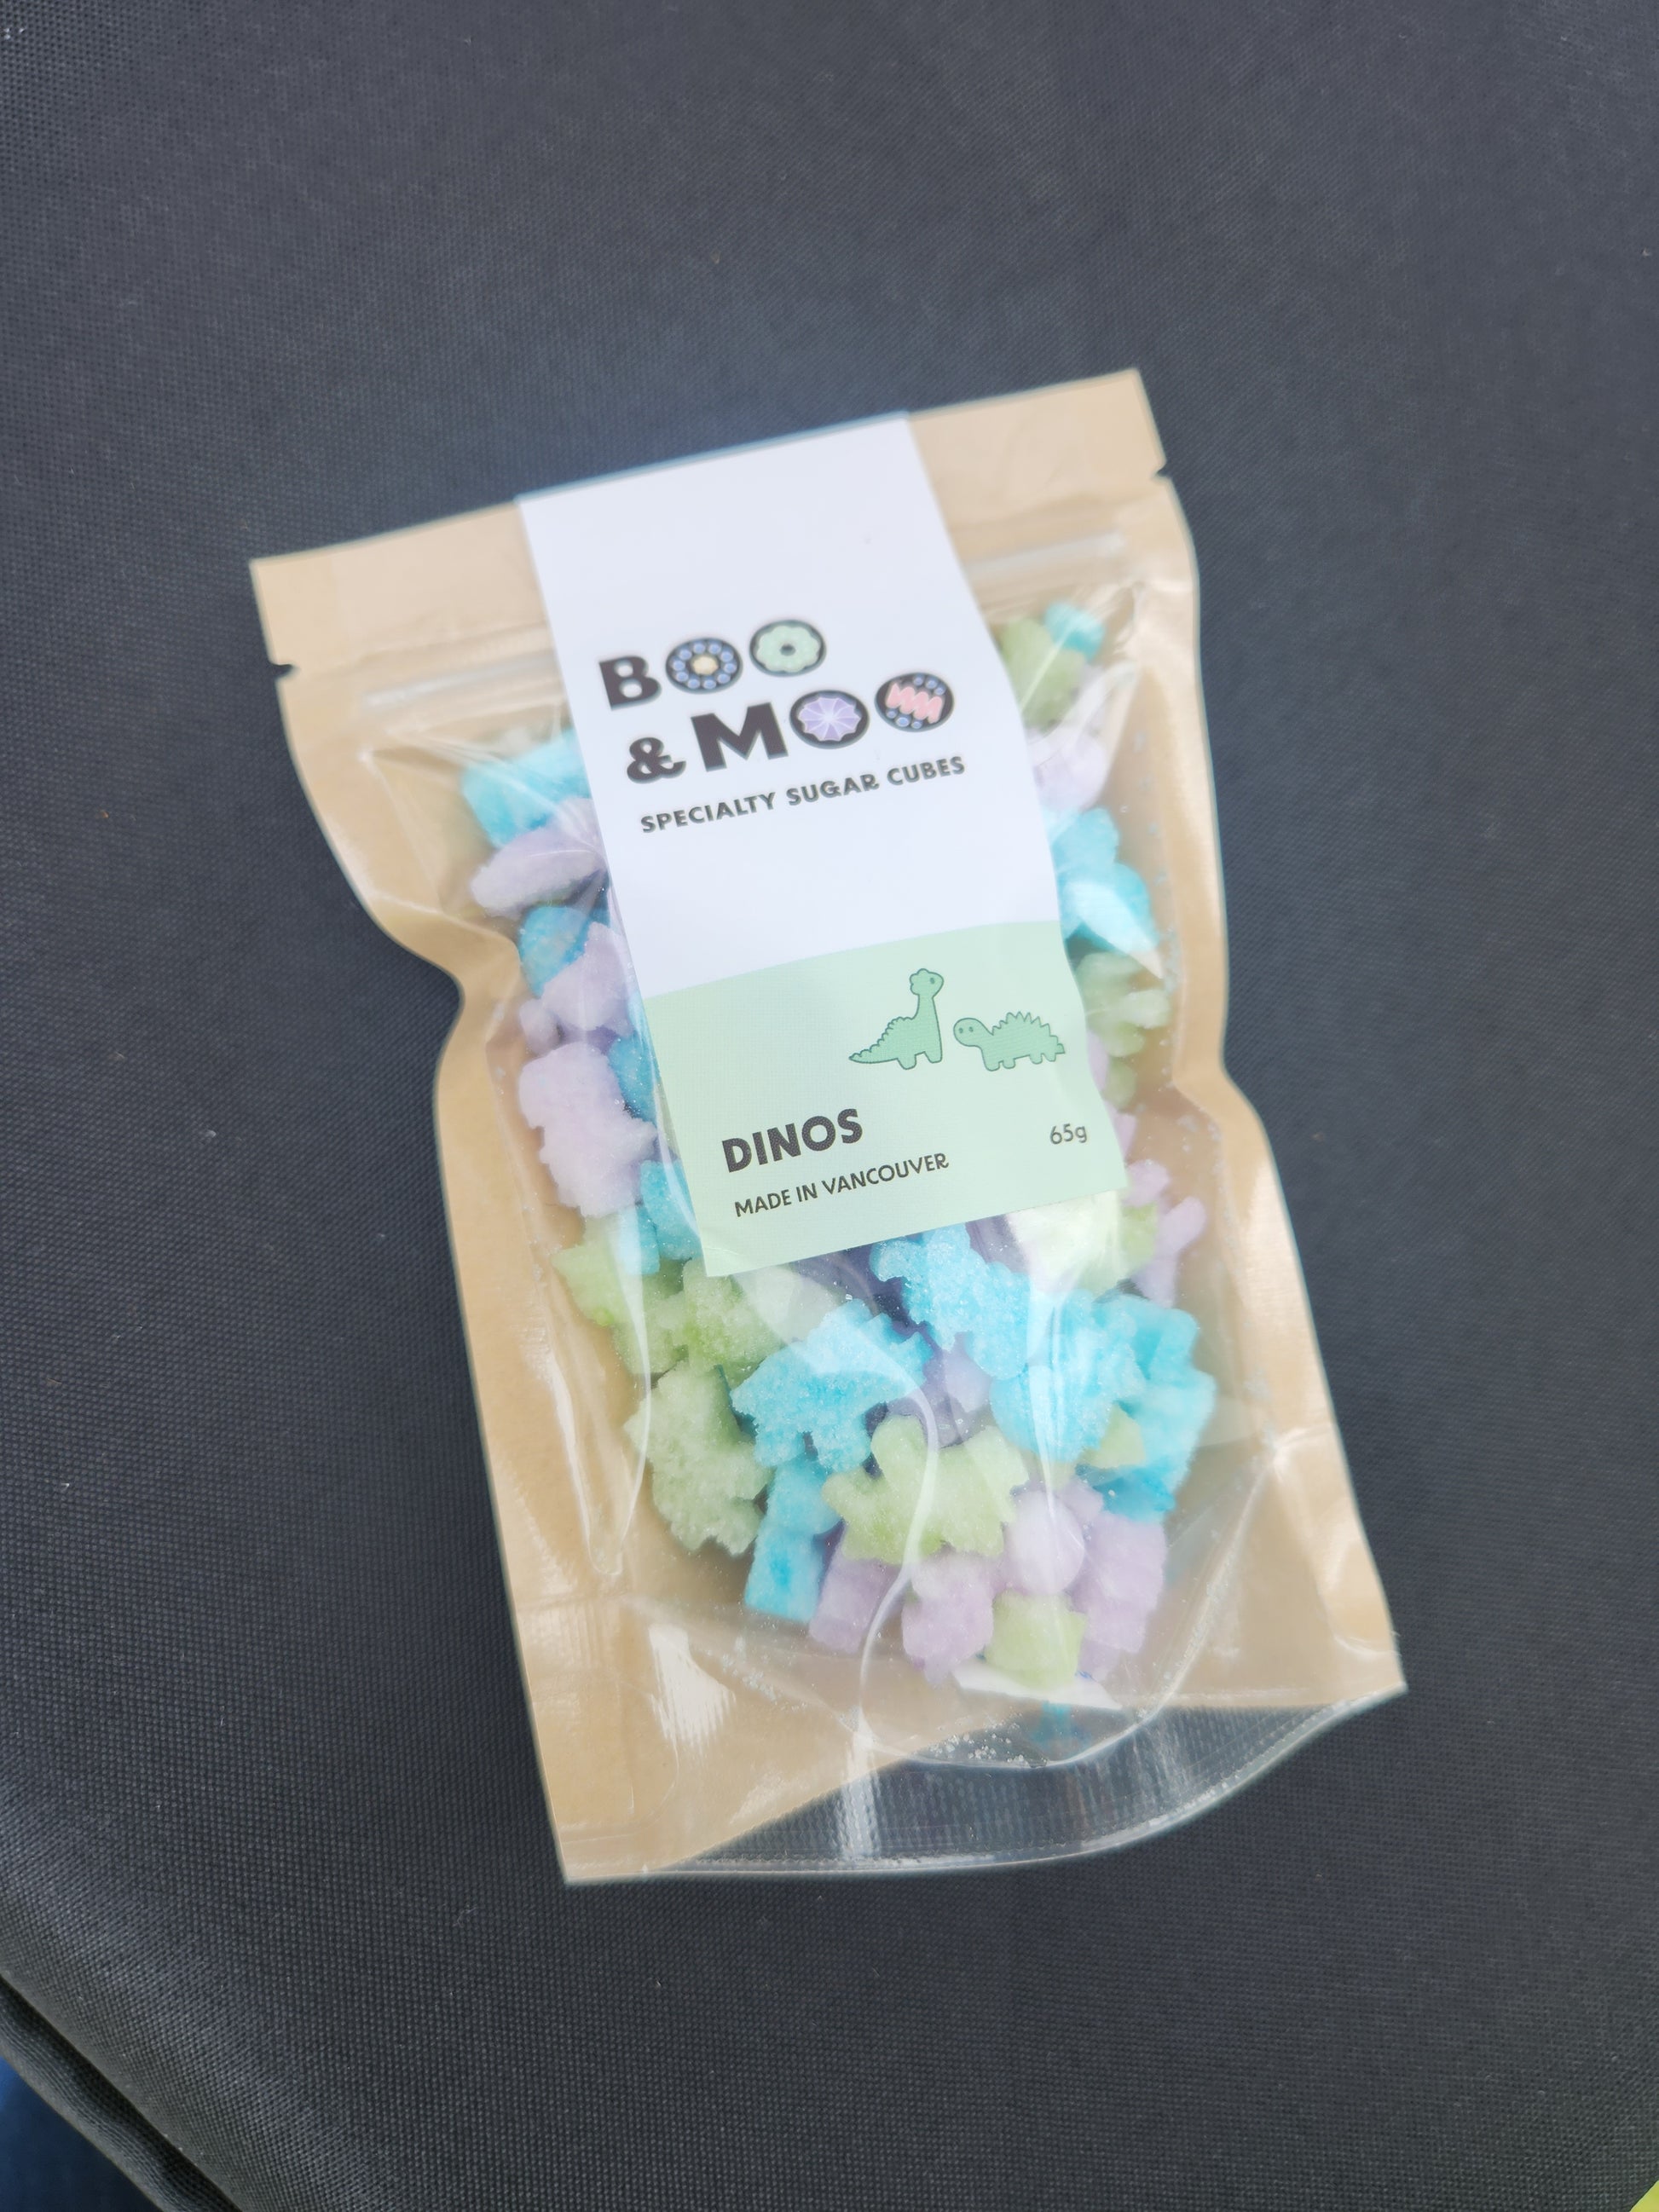 BOO
& MOO
SPECIALTY SUGAR CUBES
DINOS
65g
MADE IN VANCOUVER